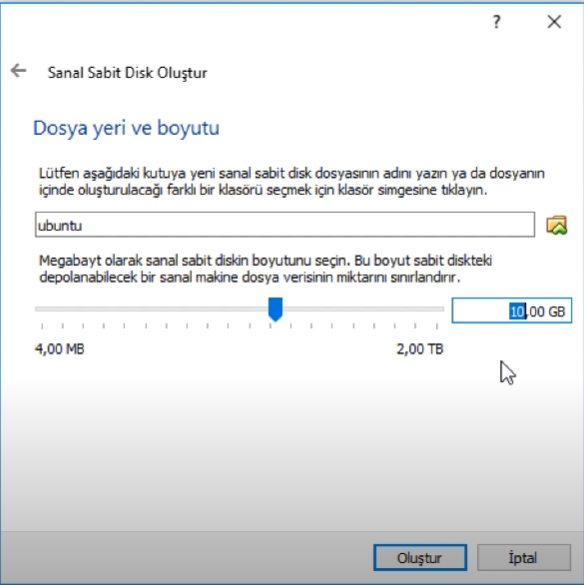 ?
Sanal Sabit Disk Oluştur
Dosya yeri ve boyutu
Lütfen aşağıdaki kutuya yeni sanal sabit disk dosyasının adını yazın ya da dosyanın
içinde oluşturulacağı farklı bir klasörü seçmek için klasör simgesine tıklayın.
ubuntu
Megabayt olarak sanal sabit diskin boyutunu seçin. Bu boyut sabit diskteki
depolanabilecek bir sanal makine dosya verisinin miktarını sınırlandırır.
10,00 GB
4,00 MB 2,00 TB
Oluştur İptal